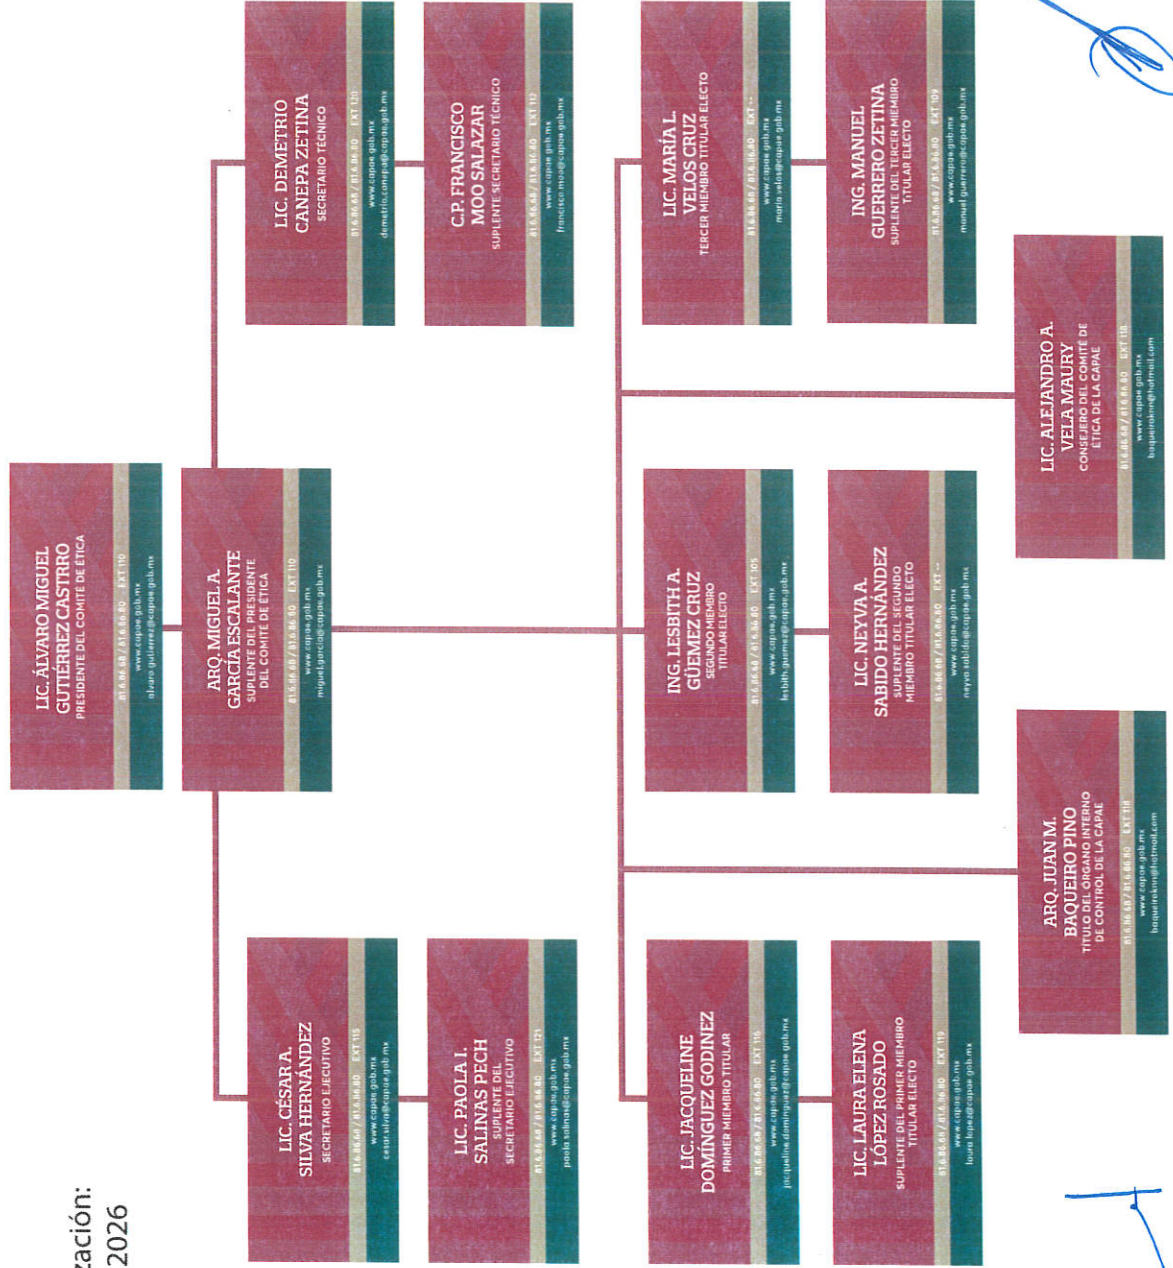 zación:
2026
LIC. ÁLVARO MIGUEL
GUTIÉRREZ CASTRRO
PRESIDENTE DEL COMITÉ DE ÉTICA
81.6.86.68 / 81.6.86.80 EXT 110
www.capae.gob.mx
alvaro.gutierrez@capae.gob.mx
ARQ. MIGUEL A.
GARCÍA ESCALANTE
SUPLENTE DEL PRESIDENTE
DEL COMITÉ DE ÉTICA
81.6.86.68 / 81.6.86.80 EXT 110
www.capae.gob.mx
miguel.garcia@capae.gob.mx
LIC. CÉSAR A.
SILVA HERNÁNDEZ
SECRETARIO EJECUTIVO
81.6.86.68 / 81.6.86.80 EXT 115
www.capae.gob.mx
cesar.silva@capae.gob.mx
LIC. PAOLA I.
SALINAS PECH
SUPLENTE DEL
SECRETARIO EJECUTIVO
81.6.86.68 / 81.6.86.80 EXT 121
www.capae.gob.mx
paola.salinas@capae.gob.mx
LIC. DEMETRIO
CANEPA ZETINA
SECRETARIO TÉCNICO
81.6.86.68 / 81.6.86.80 EXT 120
www.capae.gob.mx
demetrio.canepa@capae.gob.mx
C.P. FRANCISCO
MOO SALAZAR
SUPLENTE SECRETARIO TÉCNICO
81.6.86.68 / 81.6.86.80 EXT 112
www.capae.gob.mx
francisco.moo@capae.gob.mx
LIC. JACQUELINE
DOMÍNGUEZ GODINEZ
PRIMER MIEMBRO TITULAR
81.6.86.68 / 81.6.86.80 EXT 116
www.capae.gob.mx
jacqueline.dominguez@capae.gob.mx
LIC. LAURA ELENA
LÓPEZ ROSADO
SUPLENTE DEL PRIMER MIEMBRO
TITULAR ELECTO
81.6.86.68 / 81.6.86.80 EXT 119
www.capae.gob.mx
laura.lopez@capae.gob.mx
ING. LESBITH A.
GÜEMEZ CRUZ
SEGUNDO MIEMBRO
TITULAR ELECTO
81.6.86.68 / 81.6.86.80 EXT 105
www.capae.gob.mx
lesbith.guemez@capae.gob.mx
LIC. NEYVA A.
SABIDO HERNÁNDEZ
SUPLENTE DEL SEGUNDO
MIEMBRO TITULAR ELECTO
81.6.86.68 / 81.6.86.80 EXT --
www.capae.gob.mx
neyva.sabido@capae.gob.mx
LIC. MARÍA L.
VELOS CRUZ
TERCER MIEMBRO TITULAR ELECTO
81.6.86.68 / 81.6.86.80 EXT --
www.capae.gob.mx
maria.velos@capae.gob.mx
ING. MANUEL
GUERRERO ZETINA
SUPLENTE DEL TERCER MIEMBRO
TITULAR ELECTO
81.6.86.68 / 81.6.86.80 EXT 109
www.capae.gob.mx
manuel.guerrero@capae.gob.mx
ARQ. JUAN M.
BAQUEIRO PINO
TÍTULO DEL ÓRGANO INTERNO
DE CONTROL DE LA CAPAE
81.6.86.68 / 81.6.86.80 EXT 118
www.capae.gob.mx
baqueiroknn@hotmail.com
LIC. ALEJANDRO A.
VELA MAURY
CONSEJERO DEL COMITÉ DE
ÉTICA DE LA CAPAE
81.6.86.68 / 81.6.86.80 EXT 118
www.capae.gob.mx
baqueiroknn@hotmail.com